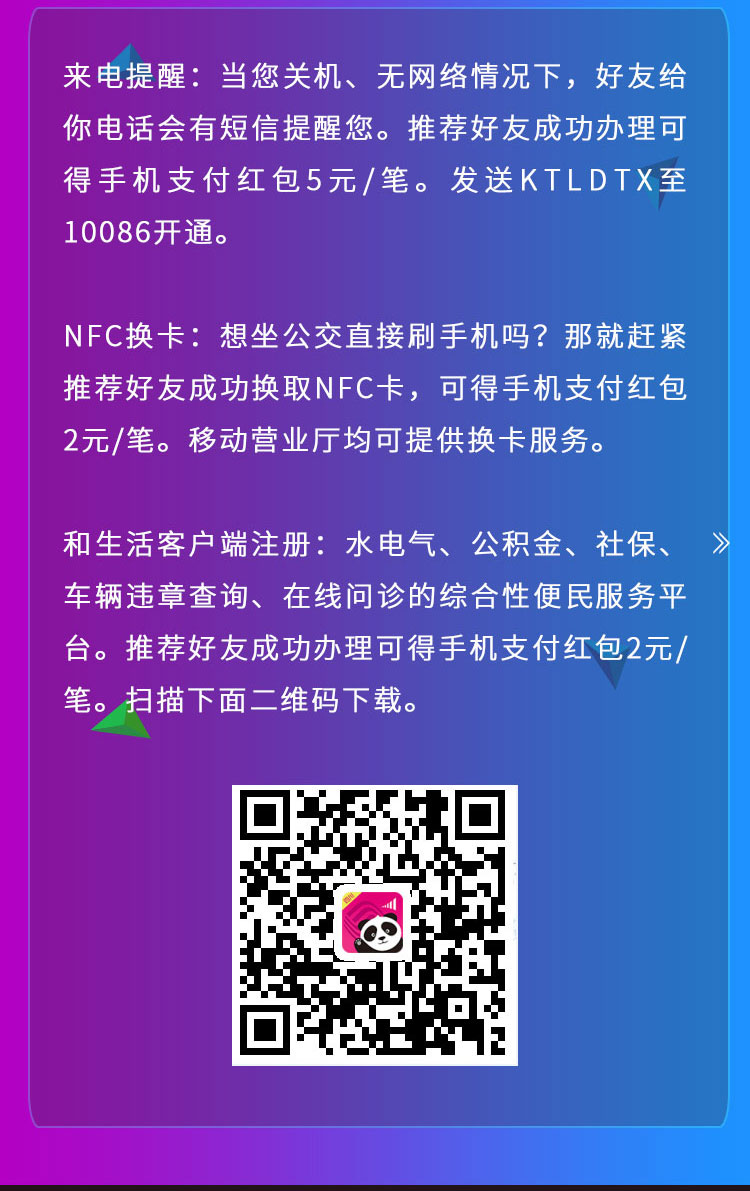 来电提醒：当您关机、无网络情况下，好友给
你电话会有短信提醒您。推荐好友成功办理可
得手机支付红包5元/笔。发送KTLDTX至
10086开通。
NFC换卡：想坐公交直接刷手机吗？那就赶紧
推荐好友成功换取NFC卡，可得手机支付红包
2元/笔。移动营业厅均可提供换卡服务。
和生活客户端注册：水电气、公积金、社保、
车辆违章查询、在线问诊的综合性便民服务平
台。推荐好友成功办理可得手机支付红包2元/
笔。扫描下面二维码下载。